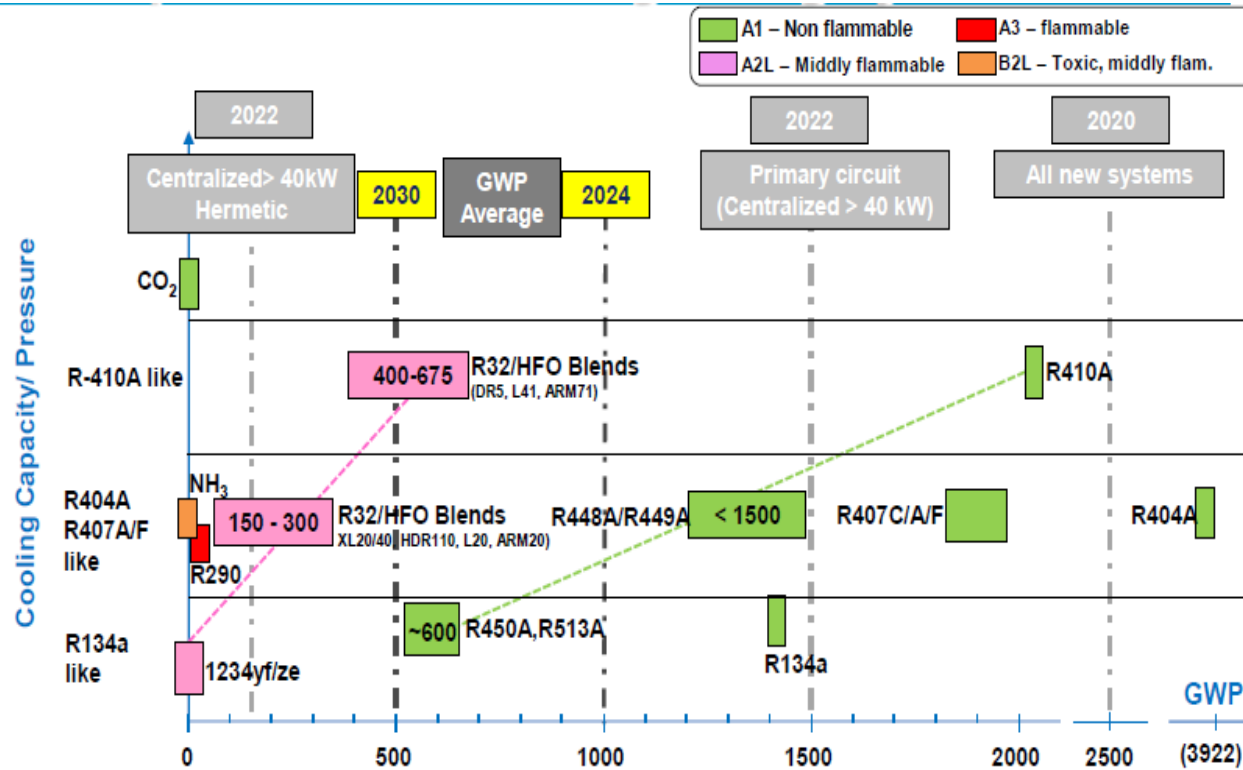 A1 – Non flammable
A3 – flammable
A2L – Middly flammable
B2L – Toxic, middly flam.
2022
2022
2020
Centralized> 40kW
Hermetic
2030
GWP
Average
2024
Primary circuit
(Centralized > 40 kW)
All new systems
Cooling Capacity/ Pressure
CO₂
R-410A like
400-675
R32/HFO Blends
(DR5, L41, ARM71)
R410A
R404A
R407A/F
like
NH₃
R290
150 - 300
R32/HFO Blends
XL20/40, HDR110, L20, ARM20)
R448A/R449A
< 1500
R407C/A/F
R404A
R134a
like
1234yf/ze
~600
R450A,R513A
R134a
GWP
0
500
1000
1500
2000
2500
(3922)